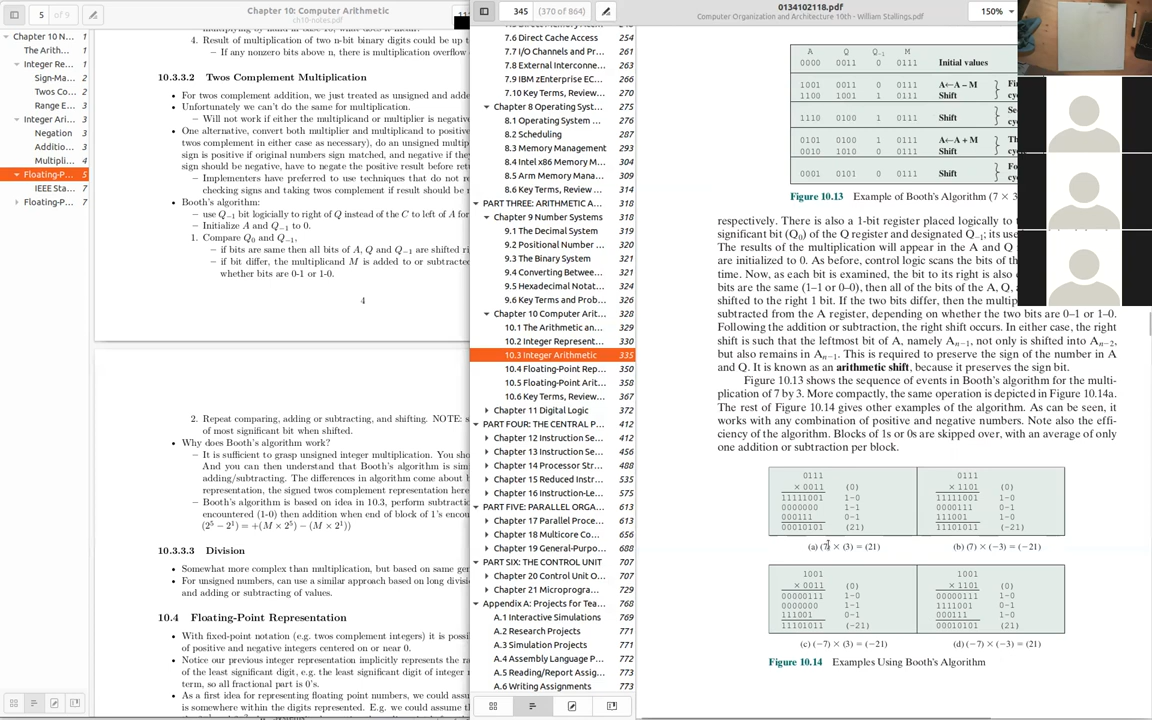 5 of 9
Chapter 10: Computer Arithmetic
ch10-notes.pdf
345
(370 of 864)
0134102118.pdf
Computer Organization and Architecture 10th - William Stallings.pdf
150%
Chapter 10 N...
The Arith...
Integer Re... 1
Sign-Ma... 2
Twos Co... 2
Range E... 3
Integer Ari... 3
Negation 3
Additio... 3
Multipli... 4
Floating-P... 5
IEEE Sta... 7
Floating-P... 7
4. Result of multiplication of two n-bit binary digits could be up t
– If any nonzero bits above n, there is multiplication overflow
10.3.3.2 Twos Complement Multiplication
• For twos complement addition, we just treated as unsigned and adde
• Unfortunately we can't do the same for multiplication.
– Will not work if either the multiplicand or multiplier is negative
• One alternative, convert both multiplier and multiplicand to positive
twos complement in either case as necessary), do an unsigned multip
sign is positive if original numbers sign matched, and negative if they
sign should be negative, have to negate the positive result before ret
– Implementers have preferred to use techniques that do not re
checking signs and taking twos complement if result should be n
• Booth's algorithm:
– use Q−1 bit logically to right of Q instead of the C to left of A for
– Initialize A and Q−1 to 0.
1. Compare Q0 and Q−1,
– if bits are same then all bits of A, Q and Q−1 are shifted ri
– if bit differ, the multiplicand M is added to or subtracted
whether bits are 0-1 or 1-0.
4
2. Repeat comparing, adding or subtracting, and shifting. NOTE: s
of most significant bit when shifted.
• Why does Booth's algorithm work?
– It is sufficient to grasp unsigned integer multiplication. You sho
And you can then understand that Booth's algorithm is sim
adding/subtracting. The differences in algorithm come about b
representation, the signed twos complement representation here
– Booth's algorithm is based on idea in 10.3, perform subtractio
encountered (1-0) then addition when end of block of 1's encou
(2^5 − 2^1) = +(M × 2^5) − (M × 2^1))
10.3.3.3 Division
• Somewhat more complex than multiplication, but based on same gen
• For unsigned numbers, can use a similar approach based on long divisi
and adding or subtracting of values.
10.4 Floating-Point Representation
• With fixed-point notation (e.g. twos complement integers) it is possi
of positive and negative integers centered on or near 0.
• Notice our previous integer representation implicitly represents the ra
of the least significant digit, e.g. the least significant digit of integer r
term, so all fractional part is 0's.
• As a first idea for representing floating point numbers, we could assu
is somewhere within the digits represented. E.g. we could assume t
7.6 Direct Cache Access 254
7.7 I/O Channels and Pr... 261
7.8 External Interconne... 263
7.9 IBM zEnterprise EC... 266
7.10 Key Terms, Review... 270
Chapter 8 Operating Sy... 275
8.1 Operating System ... 276
8.2 Scheduling 287
8.3 Memory Management 293
8.4 Intel x86 Memory M... 304
8.5 Arm Memory Mana... 309
8.6 Key Terms, Review ... 314
PART THREE: ARITHMETIC A... 318
Chapter 9 Number Systems 318
9.1 The Decimal System 319
9.2 Positional Number ... 320
9.3 The Binary System 321
9.4 Converting Betwee... 321
9.5 Hexadecimal Notat... 324
9.6 Key Terms and Prob... 326
Chapter 10 Computer Arit... 328
10.1 The Arithmetic an... 329
10.2 Integer Represent... 330
10.3 Integer Arithmetic 335
10.4 Floating-Point Rep... 350
10.5 Floating-Point Arit... 358
10.6 Key Terms, Review... 367
Chapter 11 Digital Logic 372
PART FOUR: THE CENTRAL P... 412
Chapter 12 Instruction Se... 412
Chapter 13 Instruction Se... 456
Chapter 14 Processor Str... 488
Chapter 15 Reduced Instr... 535
Chapter 16 Instruction-Le... 575
PART FIVE: PARALLEL ORGA... 613
Chapter 17 Parallel Proce... 613
Chapter 18 Multicore Com... 656
Chapter 19 General-Purpo... 688
PART SIX: THE CONTROL UNIT 707
Chapter 20 Control Unit O... 707
Chapter 21 Microprogra... 729
Appendix A: Projects for Tea... 768
A.1 Interactive Simulations 769
A.2 Research Projects 771
A.3 Simulation Projects 771
A.4 Assembly Language P... 772
A.5 Reading/Report Assig... 773
A.6 Writing Assignments 773
A Q Q−1 M
0000 0011 0 0111 Initial values
1001 0011 0 0111 A←A − M
1100 1001 1 0111 Shift
1110 0100 1 0111 Shift
0101 0100 1 0111 A←A + M
0010 1010 0 0111 Shift
0001 0101 0 0111 Shift
Figure 10.13 Example of Booth's Algorithm (7 × 3
respectively. There is also a 1-bit register placed logically to t
significant bit (Q0) of the Q register and designated Q−1; its use
The results of the multiplication will appear in the A and Q
are initialized to 0. As before, control logic scans the bits of th
time. Now, as each bit is examined, the bit to its right is also
bits are the same (1–1 or 0–0), then all of the bits of the A, Q,
shifted to the right 1 bit. If the two bits differ, then the multip
subtracted from the A register, depending on whether the two bits are 0–1 or 1–0.
Following the addition or subtraction, the right shift occurs. In either case, the right
shift is such that the leftmost bit of A, namely An−1, not only is shifted into An−2,
but also remains in An−1. This is required to preserve the sign of the number in A
and Q. It is known as an arithmetic shift, because it preserves the sign bit.
Figure 10.13 shows the sequence of events in Booth's algorithm for the multi-
plication of 7 by 3. More compactly, the same operation is depicted in Figure 10.14a.
The rest of Figure 10.14 gives other examples of the algorithm. As can be seen, it
works with any combination of positive and negative numbers. Note also the effi-
ciency of the algorithm. Blocks of 1s or 0s are skipped over, with an average of only
one addition or subtraction per block.
0111
× 0011 (0)
11111001 1–0
0000000 1–1
000111 0–1
00010101 (21)
(a) (7) × (3) = (21)
0111
× 1101 (0)
11111001 1–0
0000111 0–1
111001 1–0
11101011 (−21)
(b) (7) × (−3) = (−21)
1001
× 0011 (0)
00000111 1–0
0000000 1–1
111001 0–1
11101011 (−21)
(c) (−7) × (3) = (−21)
1001
× 1101 (0)
00000111 1–0
1111001 0–1
000111 1–0
00010101 (21)
(d) (−7) × (−3) = (21)
Figure 10.14 Examples Using Booth's Algorithm